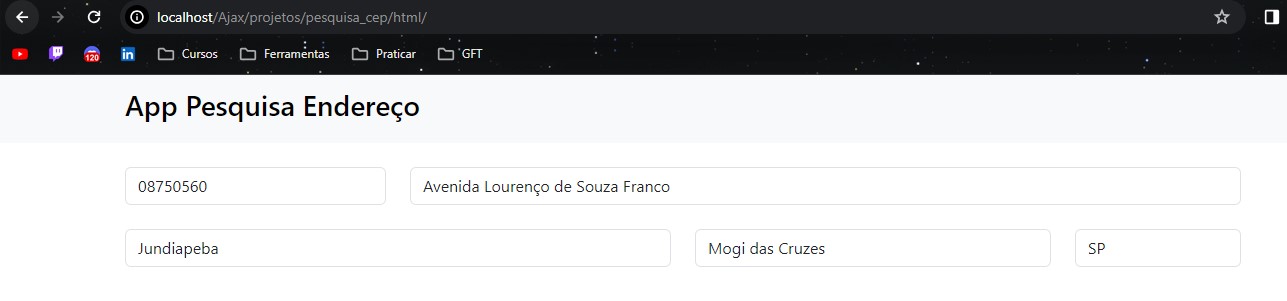 localhost/Ajax/projetos/pesquisa_cep/html/
120 Cursos Ferramentas Praticar GFT
App Pesquisa Endereço
08750560 Avenida Lourenço de Souza Franco
Jundiapeba Mogi das Cruzes SP